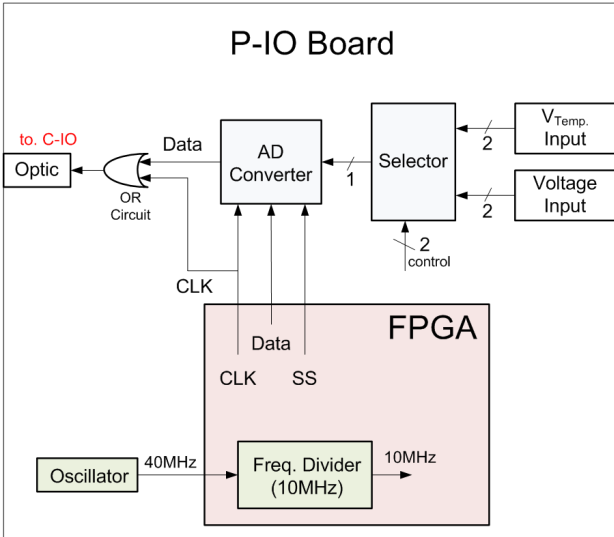 P-IO Board
to. C-IO
Optic
OR
Circuit
Data
AD
Converter
1
Selector
2
VTemp.
Input
2
Voltage
Input
2
control
CLK
FPGA
Data
CLK
SS
Oscillator
40MHz
Freq. Divider
(10MHz)
10MHz